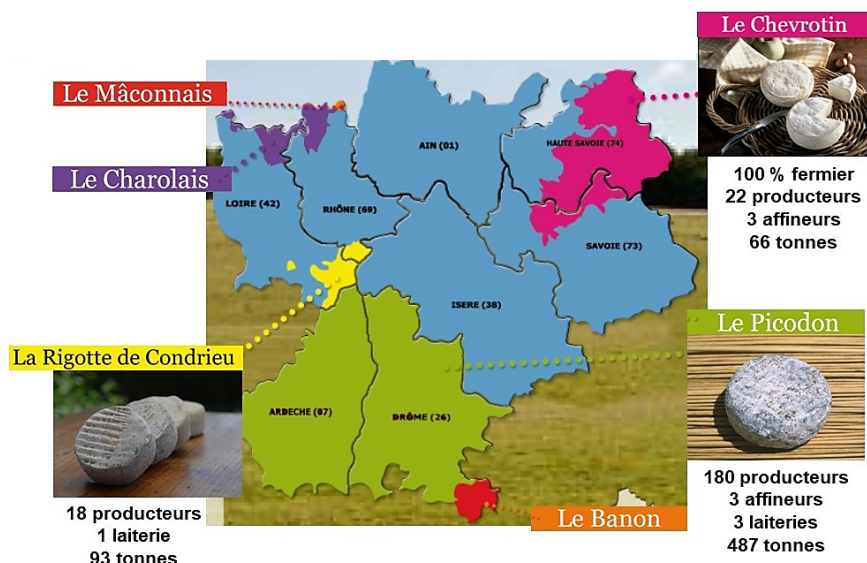 Le Chevrotin
100 % fermier
22 producteurs
3 affineurs
66 tonnes
Le Mâconnais
Le Charolais
AIN (01)
HAUTE SAVOIE (74)
LOIRE (42)
RHÔNE (69)
SAVOIE (73)
ISERE (38)
ARDECHE (07)
DRÔME (26)
La Rigotte de Condrieu
18 producteurs
1 laiterie
93 tonnes
Le Picodon
180 producteurs
3 affineurs
3 laiteries
487 tonnes
Le Banon